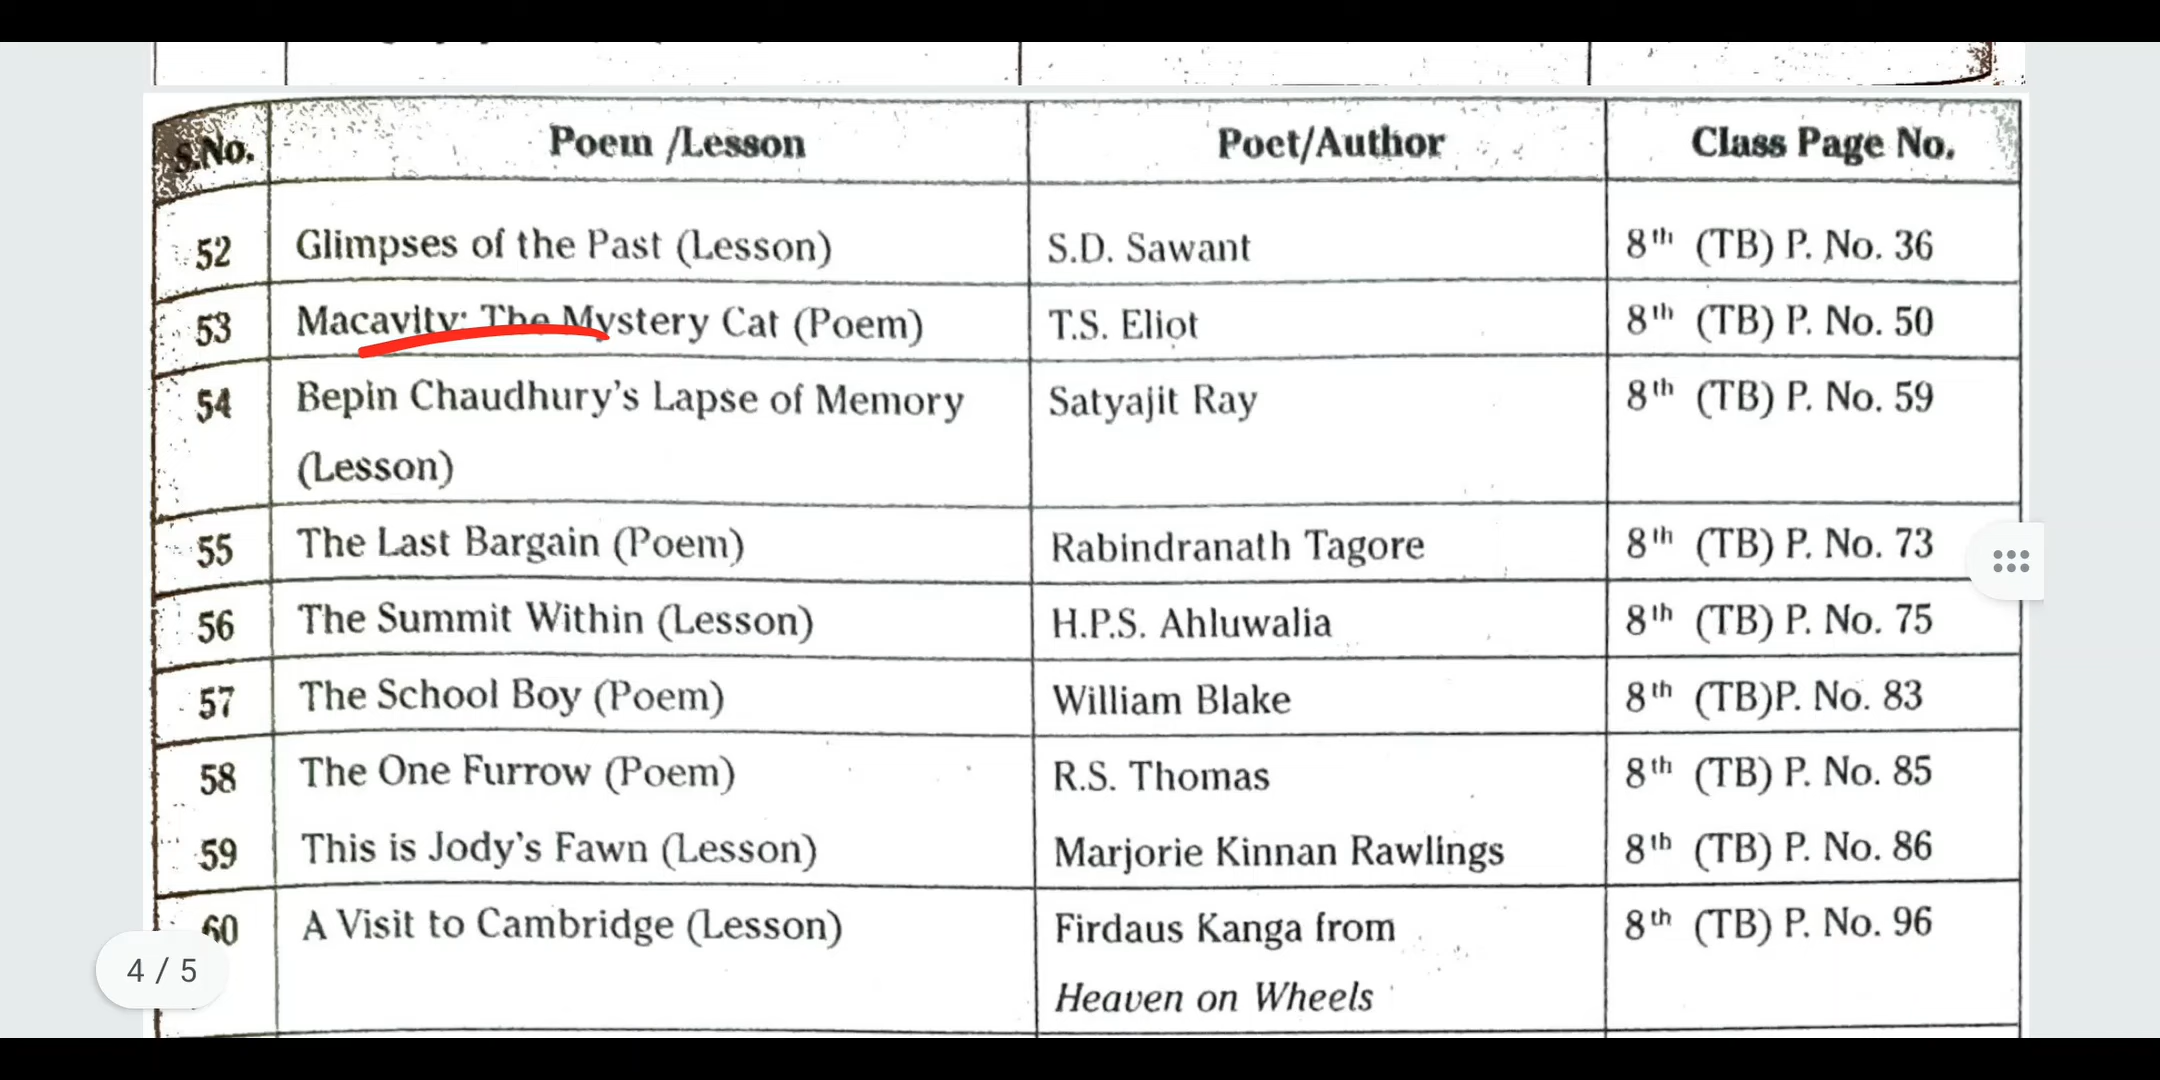 S.No. Poem /Lesson Poet/Author Class Page No.
52 Glimpses of the Past (Lesson) S.D. Sawant 8th (TB) P. No. 36
53 Macavity: The Mystery Cat (Poem) T.S. Eliot 8th (TB) P. No. 50
54 Bepin Chaudhury's Lapse of Memory Satyajit Ray 8th (TB) P. No. 59
(Lesson)
55 The Last Bargain (Poem) Rabindranath Tagore 8th (TB) P. No. 73
56 The Summit Within (Lesson) H.P.S. Ahluwalia 8th (TB) P. No. 75
57 The School Boy (Poem) William Blake 8th (TB)P. No. 83
58 The One Furrow (Poem) R.S. Thomas 8th (TB) P. No. 85
59 This is Jody's Fawn (Lesson) Marjorie Kinnan Rawlings 8th (TB) P. No. 86
60 A Visit to Cambridge (Lesson) Firdaus Kanga from 8th (TB) P. No. 96
4 / 5
Heaven on Wheels